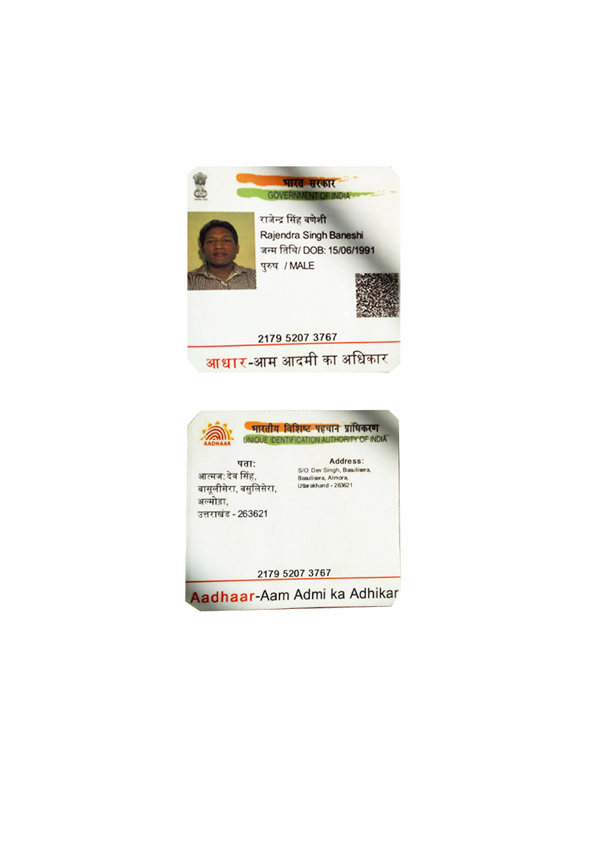 भारत सरकार
GOVERNMENT OF INDIA
राजेन्द्र सिंह बणेशी
Rajendra Singh Baneshi
जन्म तिथि/ DOB: 15/06/1991
पुरुष / MALE
2179 5207 3767
आधार-आम आदमी का अधिकार
भारतीय विशिष्ट पहचान प्राधिकरण
UNIQUE IDENTIFICATION AUTHORITY OF INDIA
AADHAAR
पता:
आत्मज: देव सिंह,
बासूलीसेरा, बसुलिसेरा,
अल्मोड़ा,
उत्तराखंड - 263621
Address:
S/O: Dev Singh, Basulisera,
Basulisera, Almora,
Uttarakhand - 263621
2179 5207 3767
Aadhaar-Aam Admi ka Adhikar